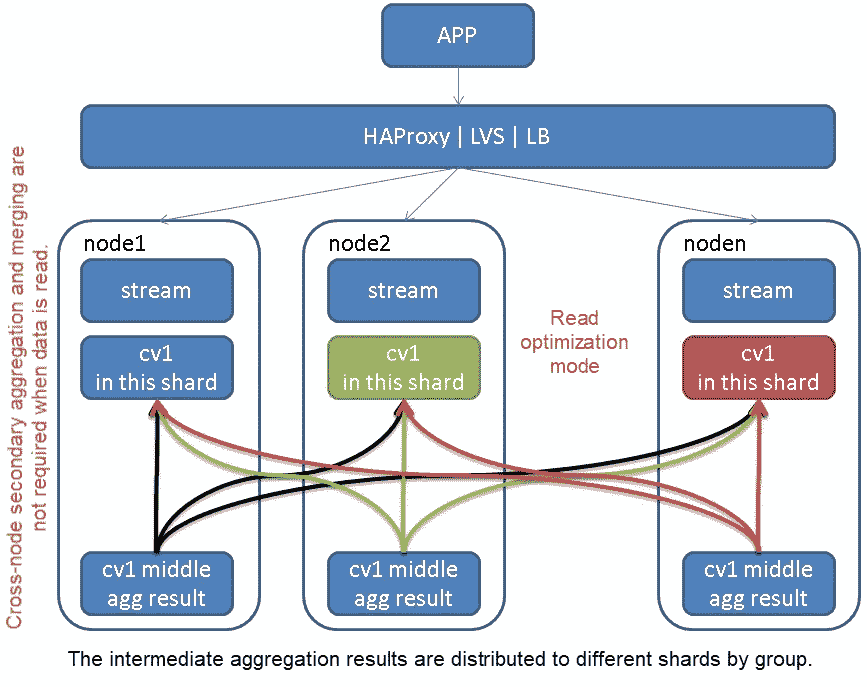 APP
HAProxy | LVS | LB
Cross-node secondary aggregation and merging are
not required when data is read.
node1
stream
cv1
in this shard
cv1 middle
agg result
node2
stream
cv1
in this shard
cv1 middle
agg result
Read
optimization
mode
noden
stream
cv1
in this shard
cv1 middle
agg result
The intermediate aggregation results are distributed to different shards by group.